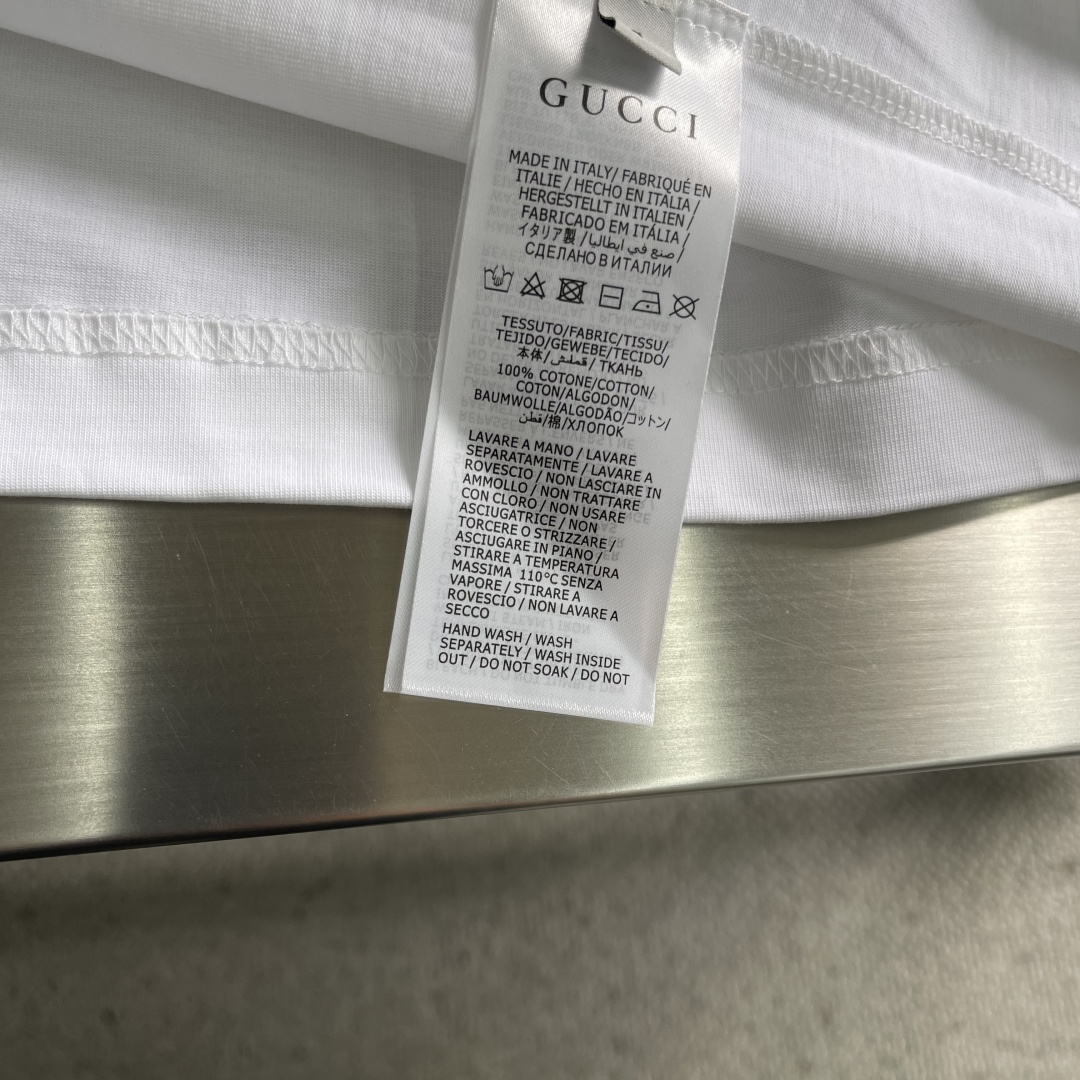 GUCCI
MADE IN ITALY/ FABRIQUÉ EN
ITALIE / HECHO EN ITALIA /
HERGESTELLT IN ITALIEN /
FABRICADO EM ITÁLIA /
イタリア製 / صنع في ايطاليا /
СДЕЛАНО В ИТАЛИИ
TESSUTO/FABRIC/TISSU/
TEJIDO/GEWEBE/TECIDO/
本体/قملش/ ТКАНЬ
100% COTONE/COTTON/
COTON/ALGODON/
BAUMWOLLE/ALGODÃO/コットン/
قطن/棉/ХЛОПОК
LAVARE A MANO / LAVARE
SEPARATAMENTE / LAVARE A
ROVESCIO / NON LASCIARE IN
AMMOLLO / NON TRATTARE
CON CLORO / NON USARE
ASCIUGATRICE / NON
TORCERE O STRIZZARE /
ASCIUGARE IN PIANO /
STIRARE A TEMPERATURA
MASSIMA 110°C SENZA
VAPORE / STIRARE A
ROVESCIO / NON LAVARE A
SECCO
HAND WASH / WASH
SEPARATELY / WASH INSIDE
OUT / DO NOT SOAK / DO NOT